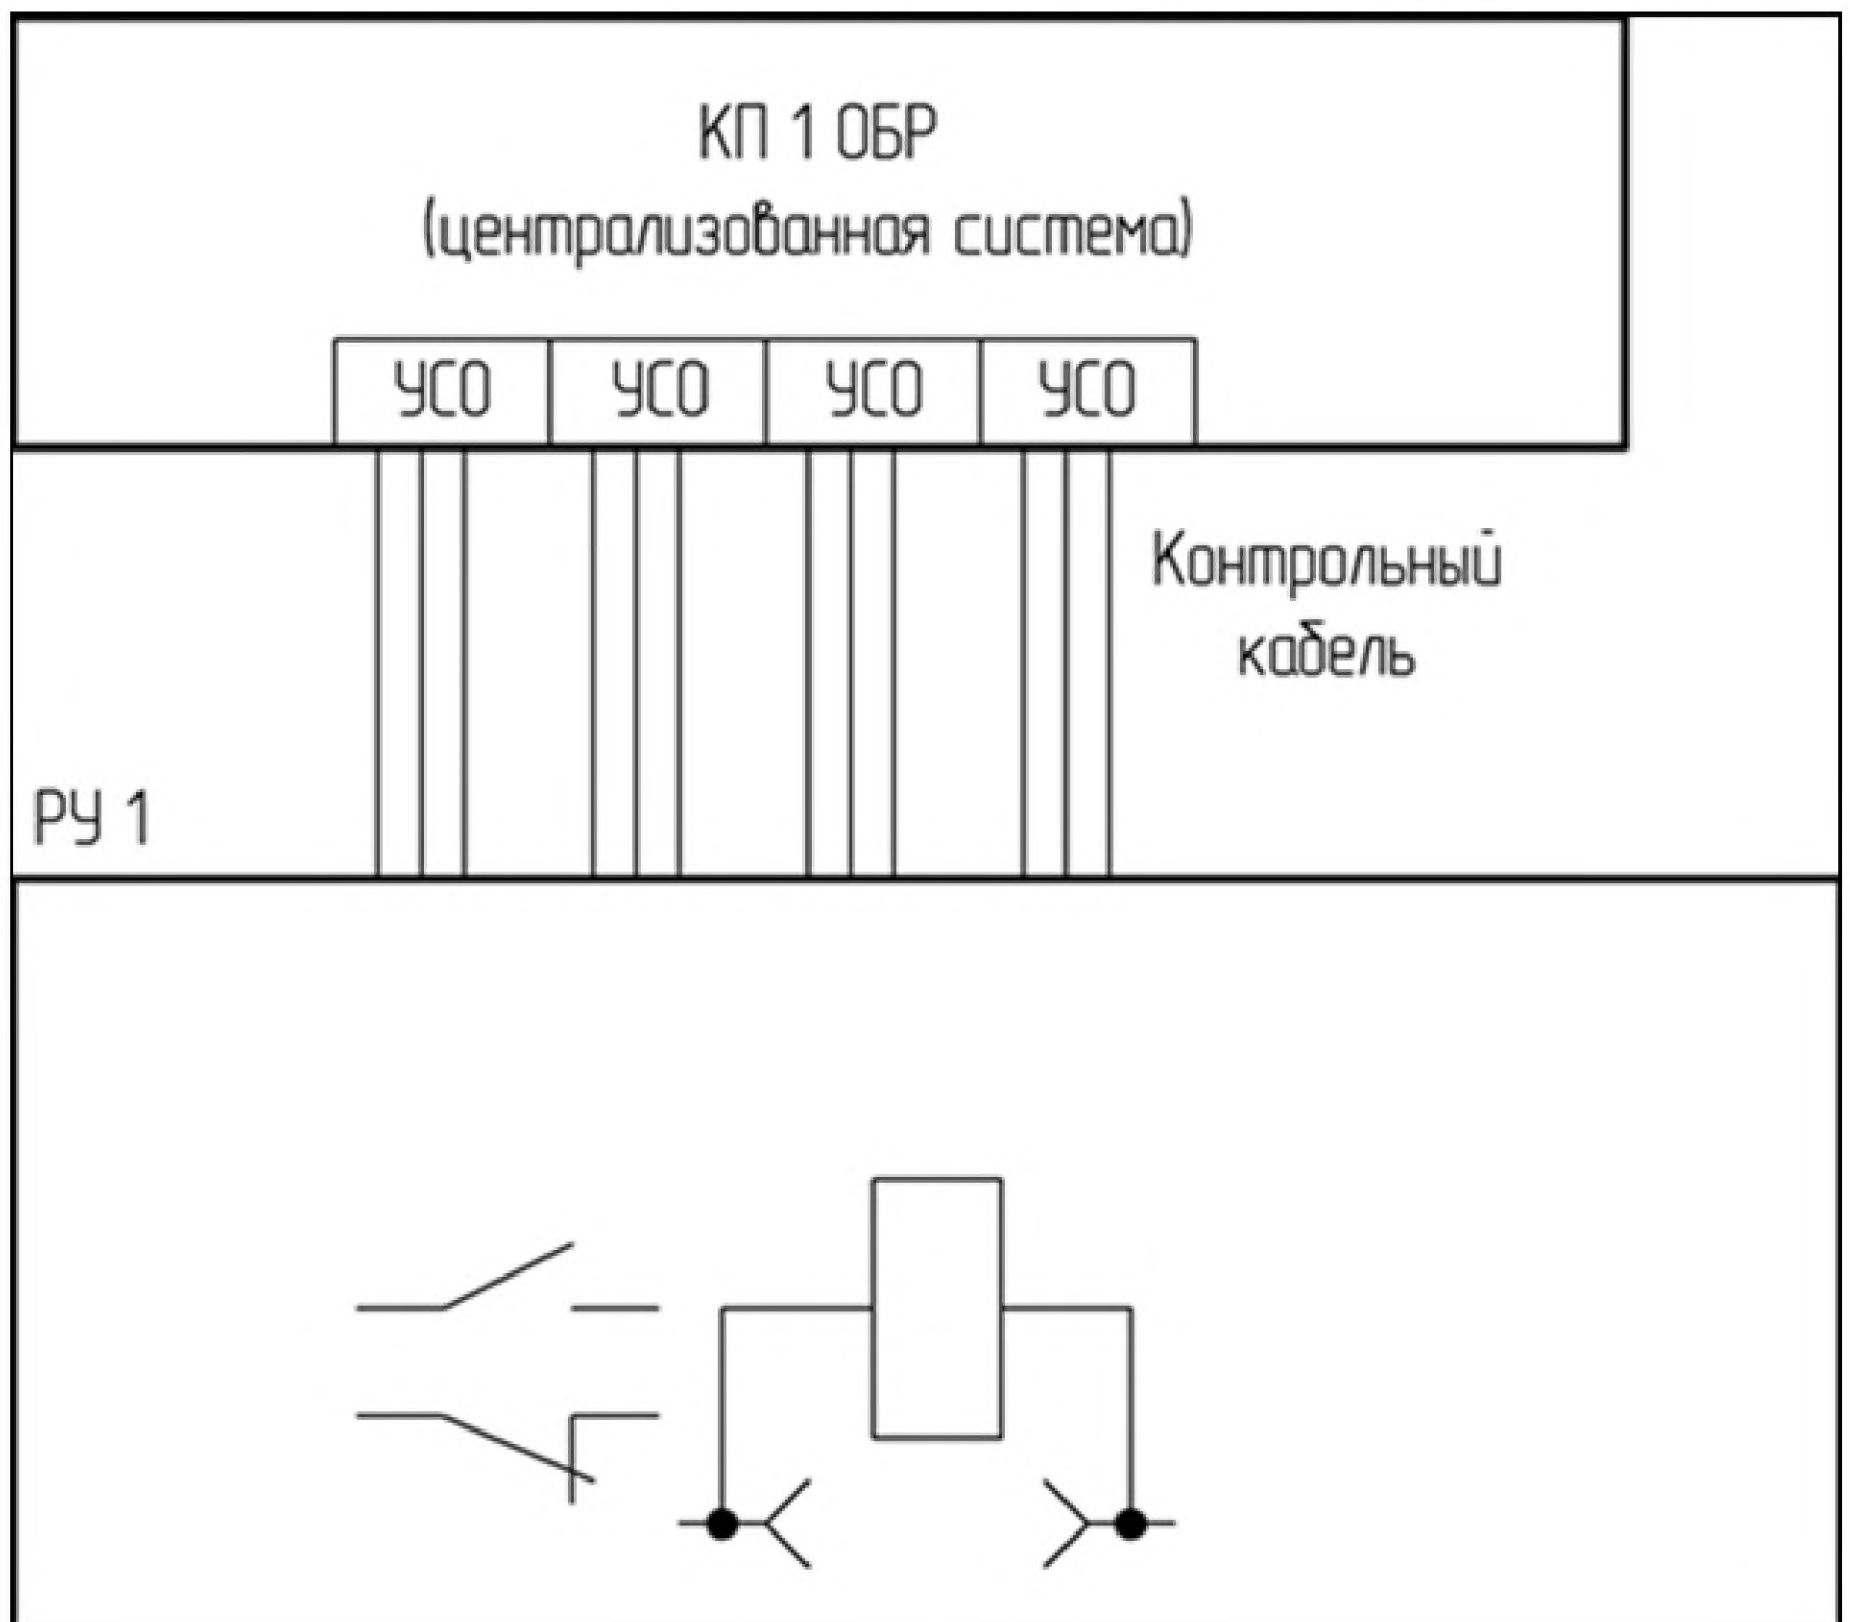 КП 1 ОБР
(централизованная система)
УСО УСО УСО УСО
Контрольный
кабель
РУ 1